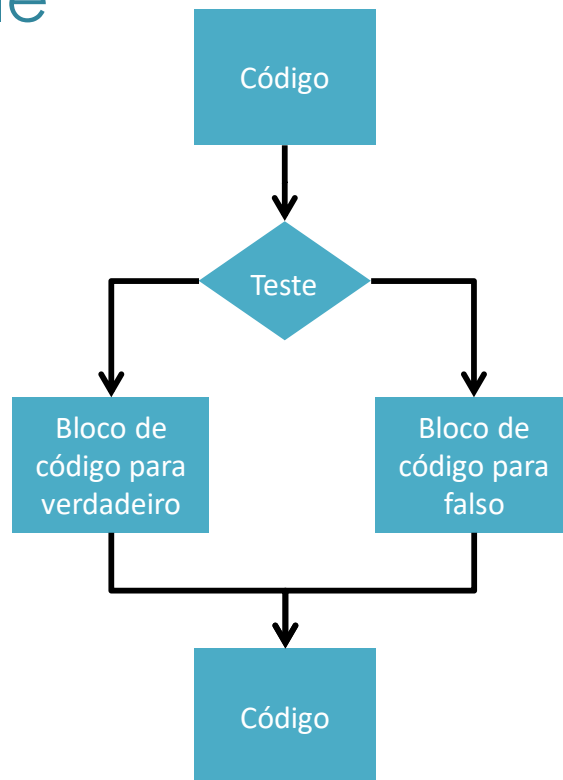 Código
Teste
Bloco de
código para
verdadeiro
Bloco de
código para
falso
Código